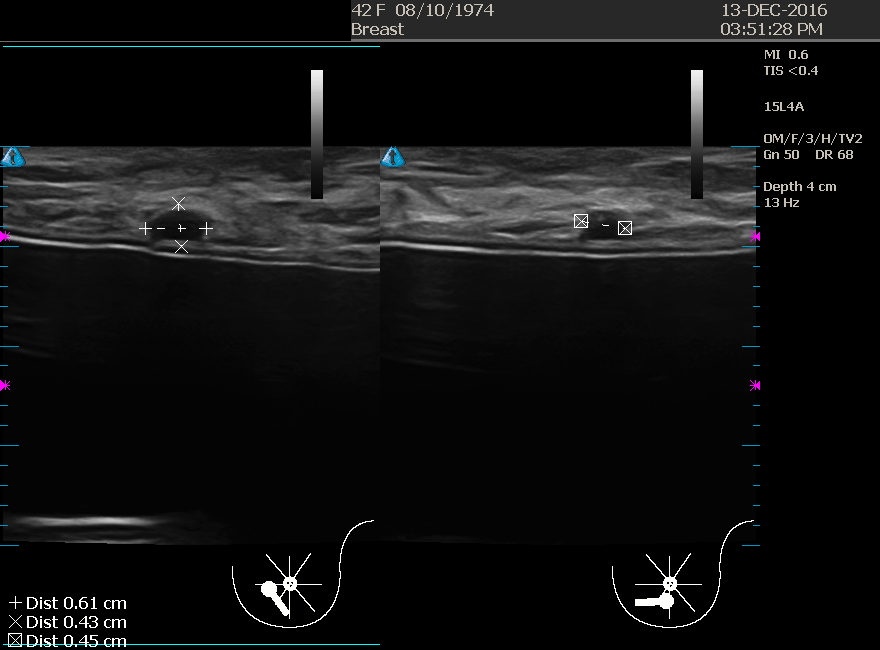 42 F 08/10/1974
Breast
13-DEC-2016
03:51:28 PM
MI 0.6
TIS <0.4
15L4A
OM/F/3/H/TV2
Gn 50 DR 68
Depth 4 cm
13 Hz
Dist 0.61 cm
Dist 0.43 cm
Dist 0.45 cm